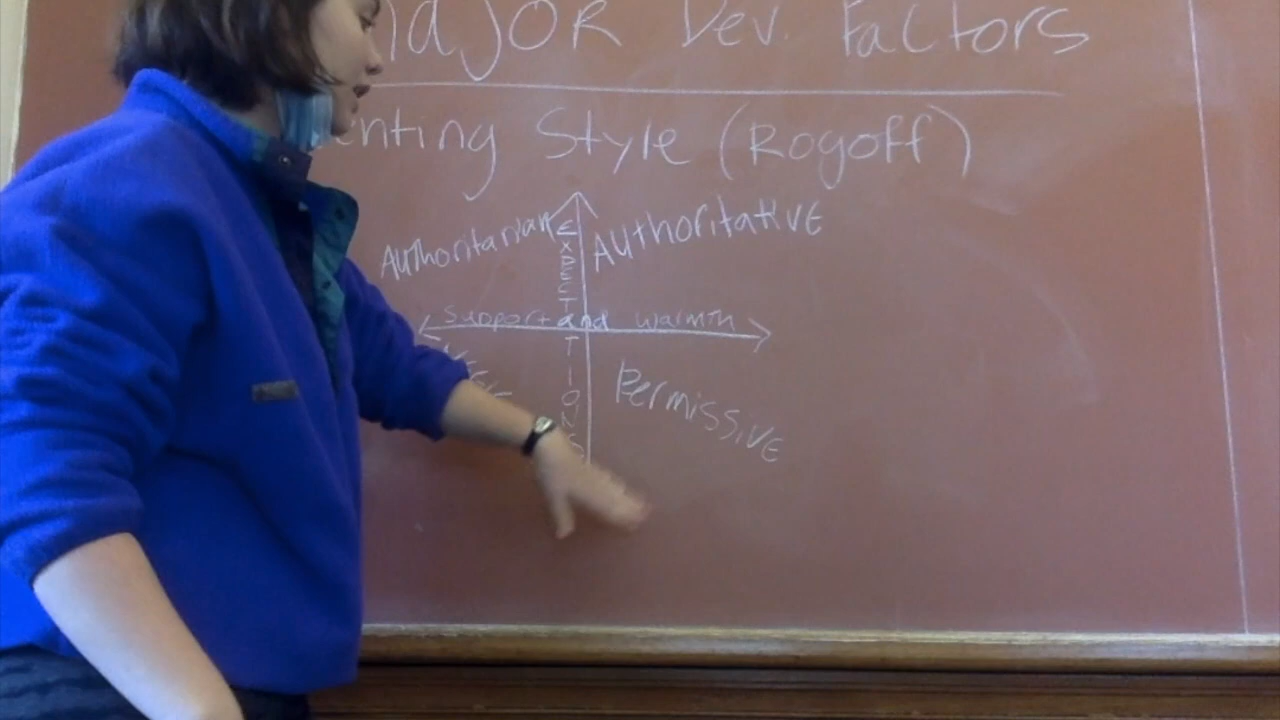 ajOR Dev. Factors
nting Style (Rogoff)
Authoritarian
Authoritative
EXPECTATIONS
Support and Warmth
Permissive